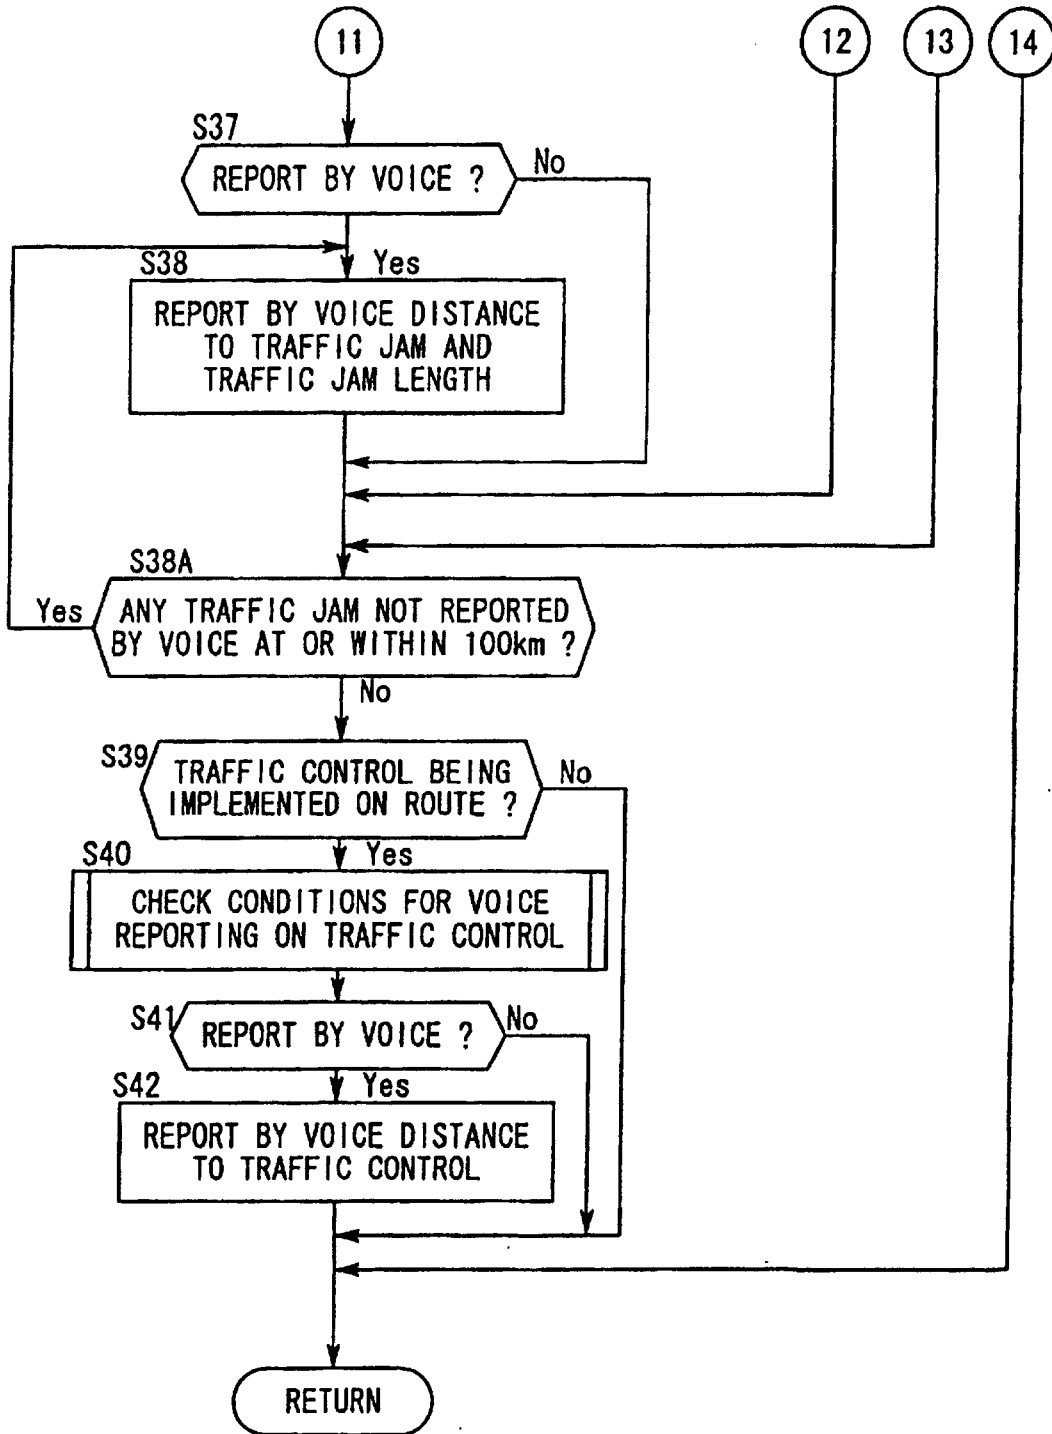 11
12
13
14
S37
REPORT BY VOICE ?
No
Yes
S38
REPORT BY VOICE DISTANCE
TO TRAFFIC JAM AND
TRAFFIC JAM LENGTH
S38A
Yes
ANY TRAFFIC JAM NOT REPORTED
BY VOICE AT OR WITHIN 100km ?
No
S39
TRAFFIC CONTROL BEING
IMPLEMENTED ON ROUTE ?
No
Yes
S40
CHECK CONDITIONS FOR VOICE
REPORTING ON TRAFFIC CONTROL
S41
REPORT BY VOICE ?
No
Yes
S42
REPORT BY VOICE DISTANCE
TO TRAFFIC CONTROL
RETURN